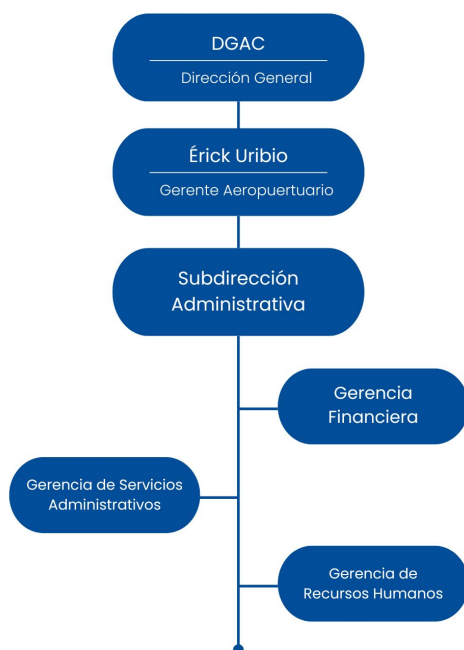 DGAC
Dirección General
Érick Uribio
Gerente Aeropuertuario
Subdirección
Administrativa
Gerencia
Financiera
Gerencia de Servicios
Administrativos
Gerencia de
Recursos Humanos